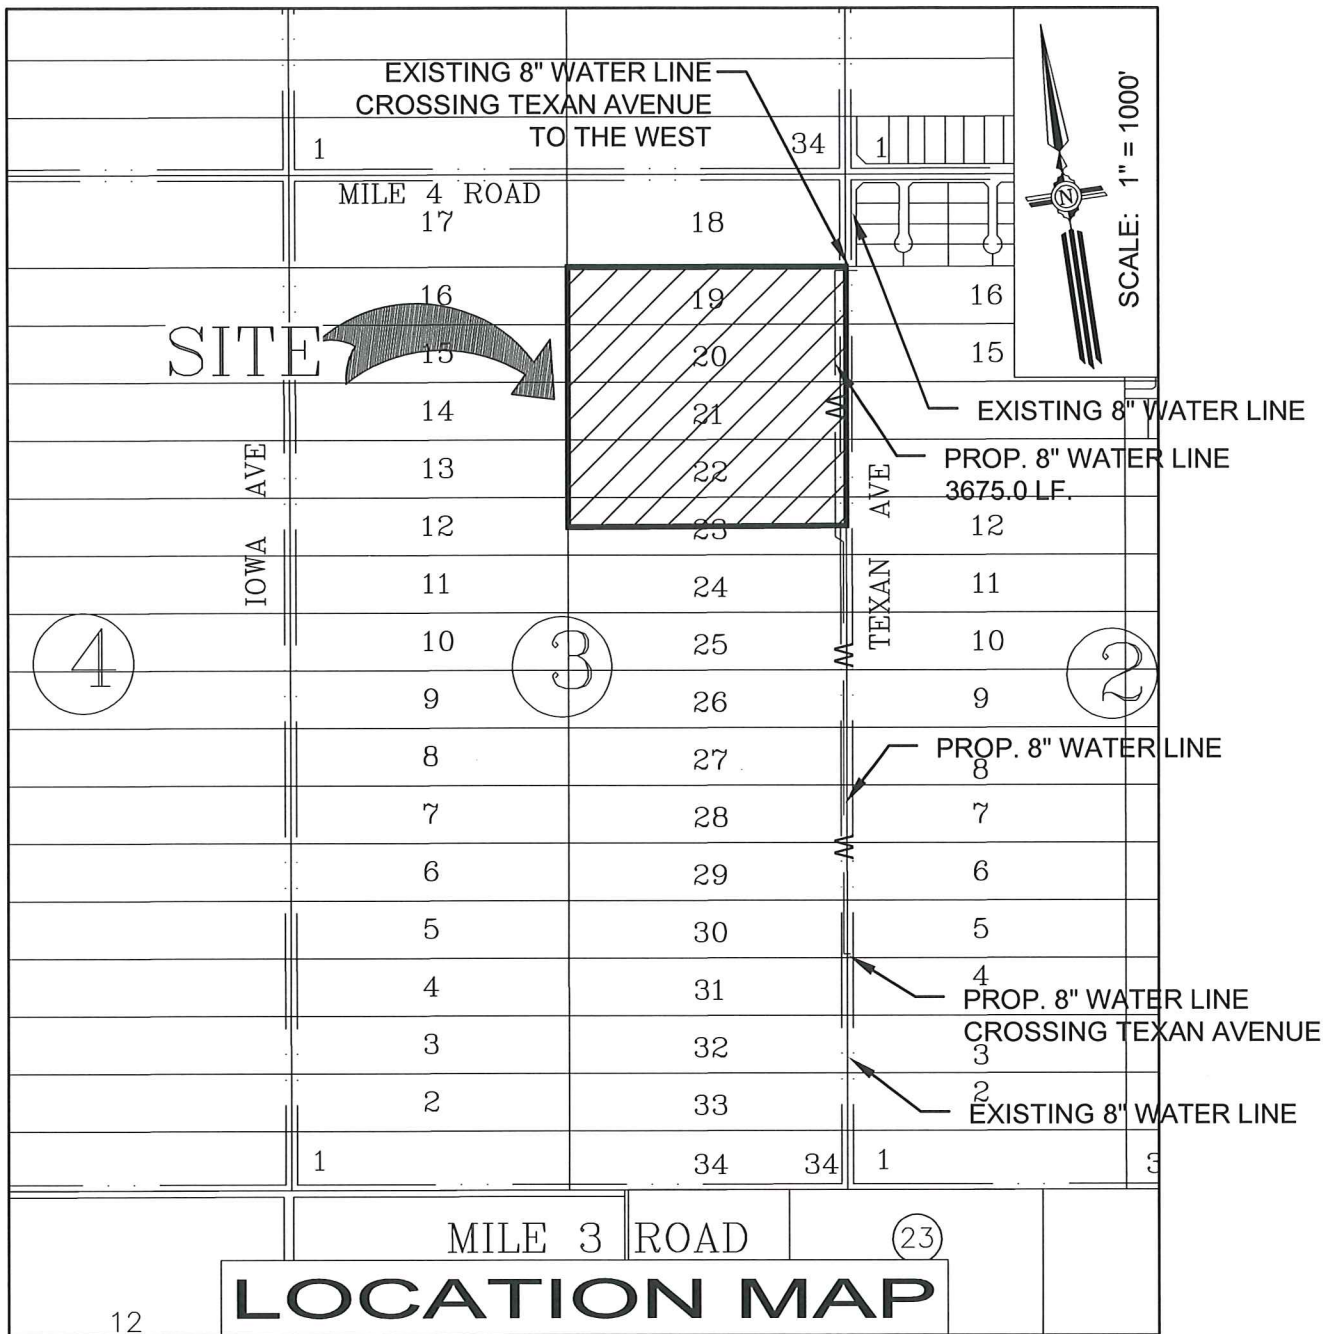 EXISTING 8" WATER LINE
CROSSING TEXAN AVENUE
TO THE WEST
1
34
1
MILE 4 ROAD
17
18
N
SCALE: 1" = 1000'
16
19
16
SITE
15
20
15
14
21
EXISTING 8" WATER LINE
13
22
PROP. 8" WATER LINE
3675.0 LF.
12
23
12
IOWA AVE
TEXAN AVE
11
24
11
4
10
3
25
W
10
2
9
26
9
8
27
PROP. 8" WATER LINE
8
7
28
7
W
6
29
6
5
30
5
4
31
4
PROP. 8" WATER LINE
CROSSING TEXAN AVENUE
3
32
3
2
33
2
EXISTING 8" WATER LINE
1
34
34
1
3
MILE 3 ROAD
23
LOCATION MAP
12
W